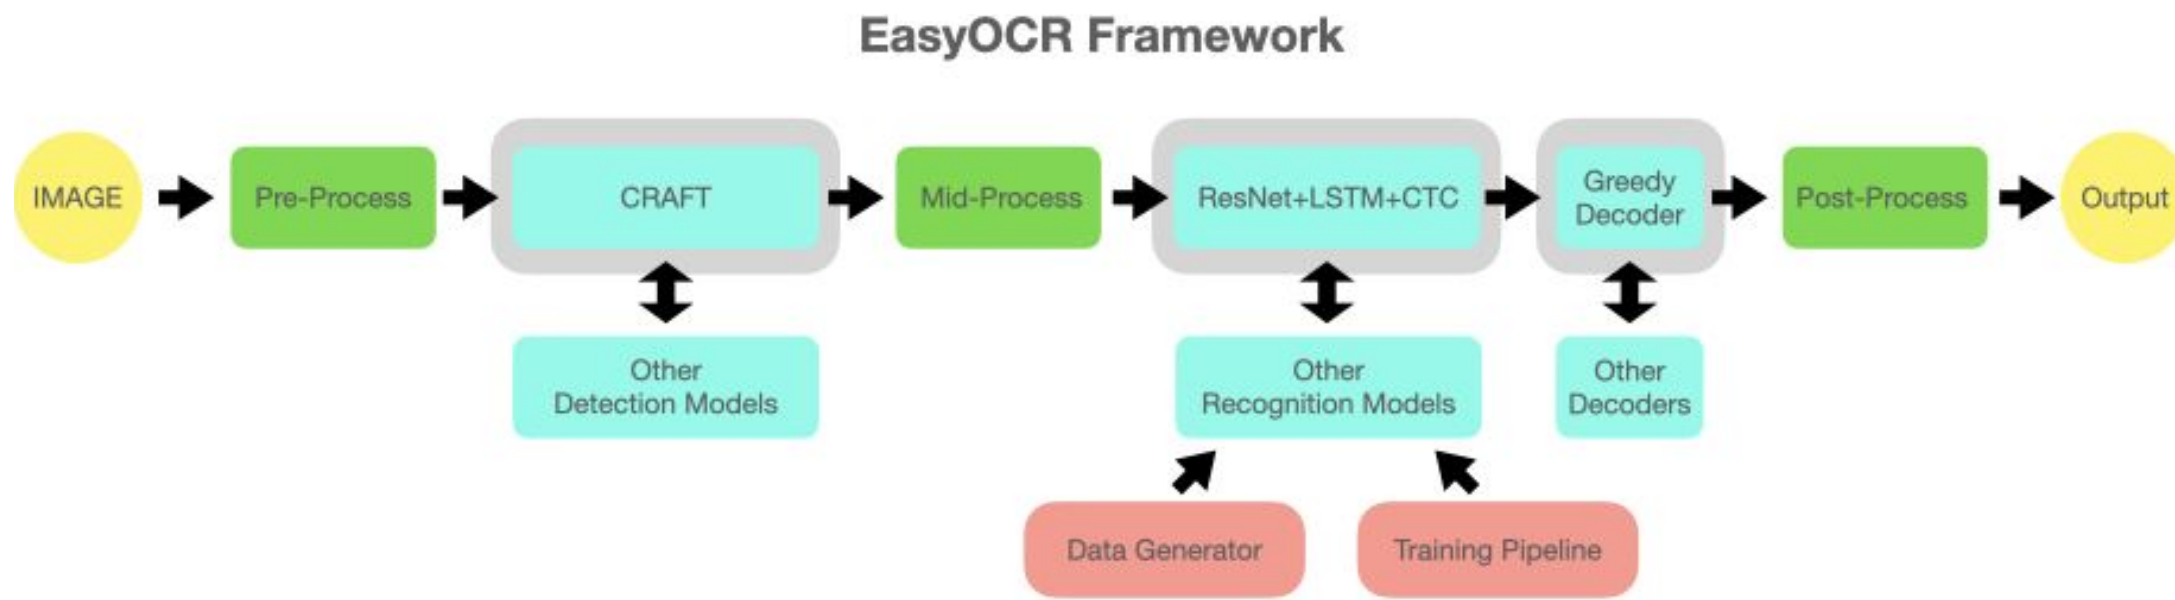 EasyOCR Framework
IMAGE
Pre-Process
CRAFT
Mid-Process
ResNet+LSTM+CTC
Greedy
Decoder
Post-Process
Output
Other
Detection Models
Other
Recognition Models
Other
Decoders
Data Generator
Training Pipeline